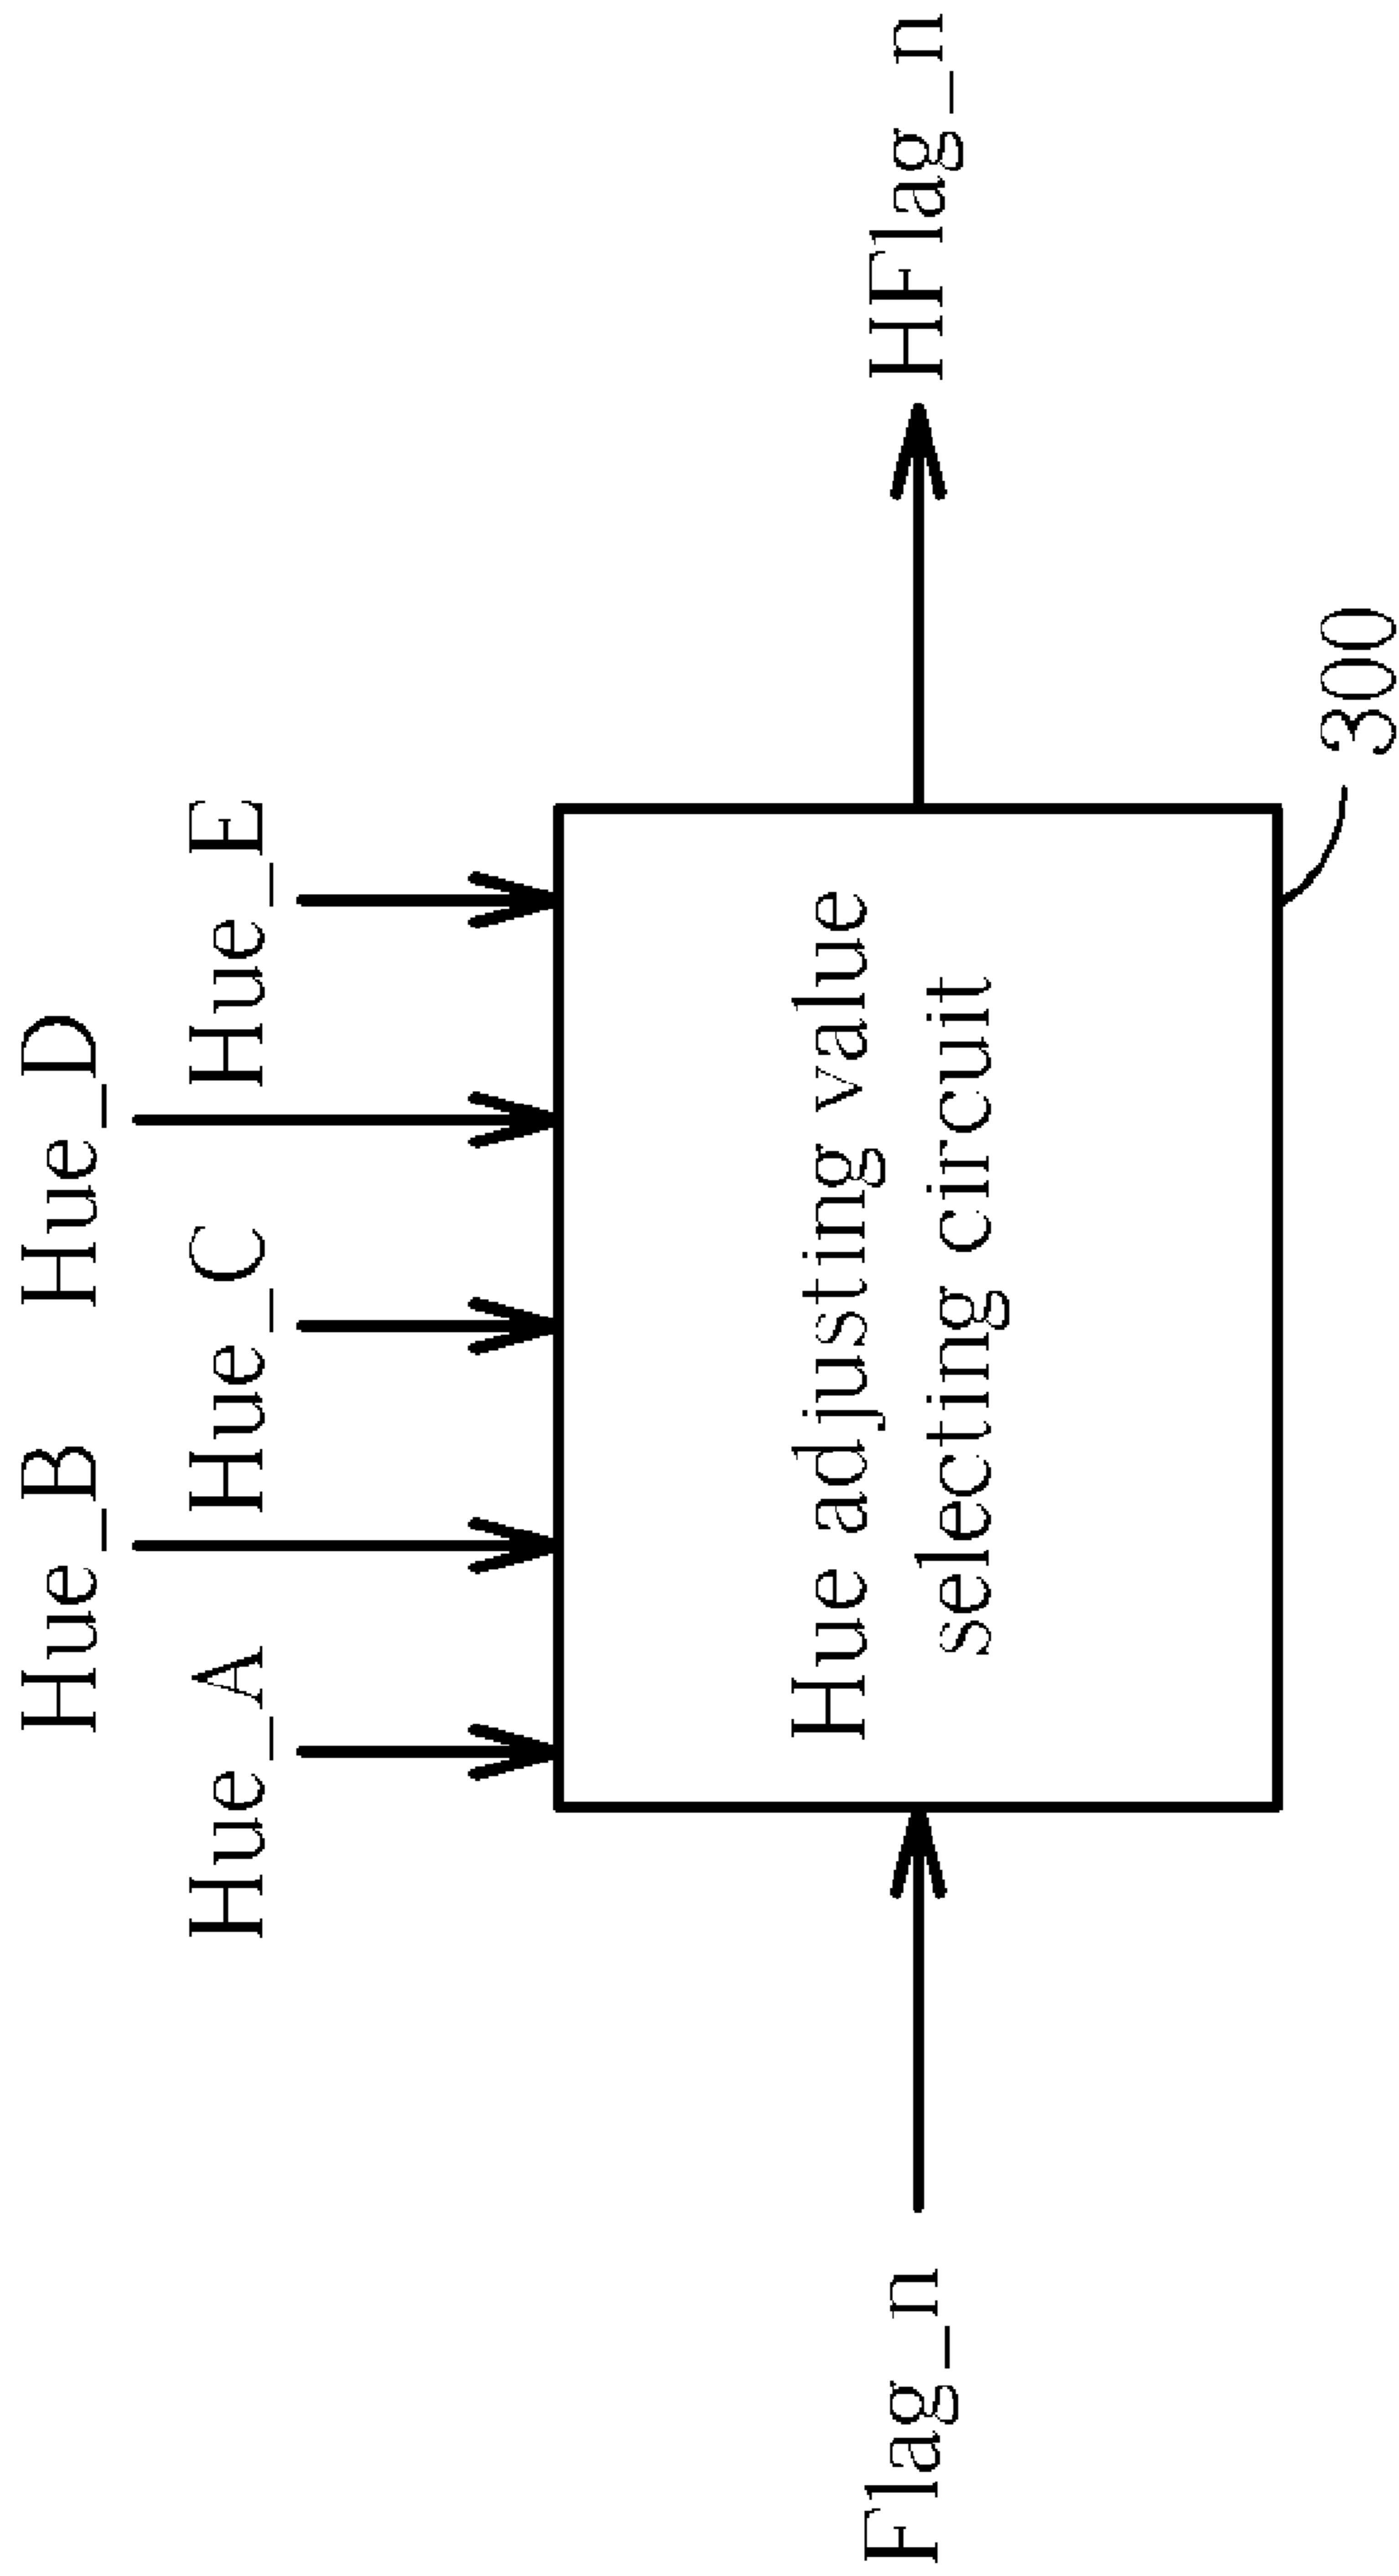 Hue_B
Hue_D
Hue_A
Hue_C
Hue_E
Flag_n
Hue adjusting value
selecting circuit
HFlag_n
300